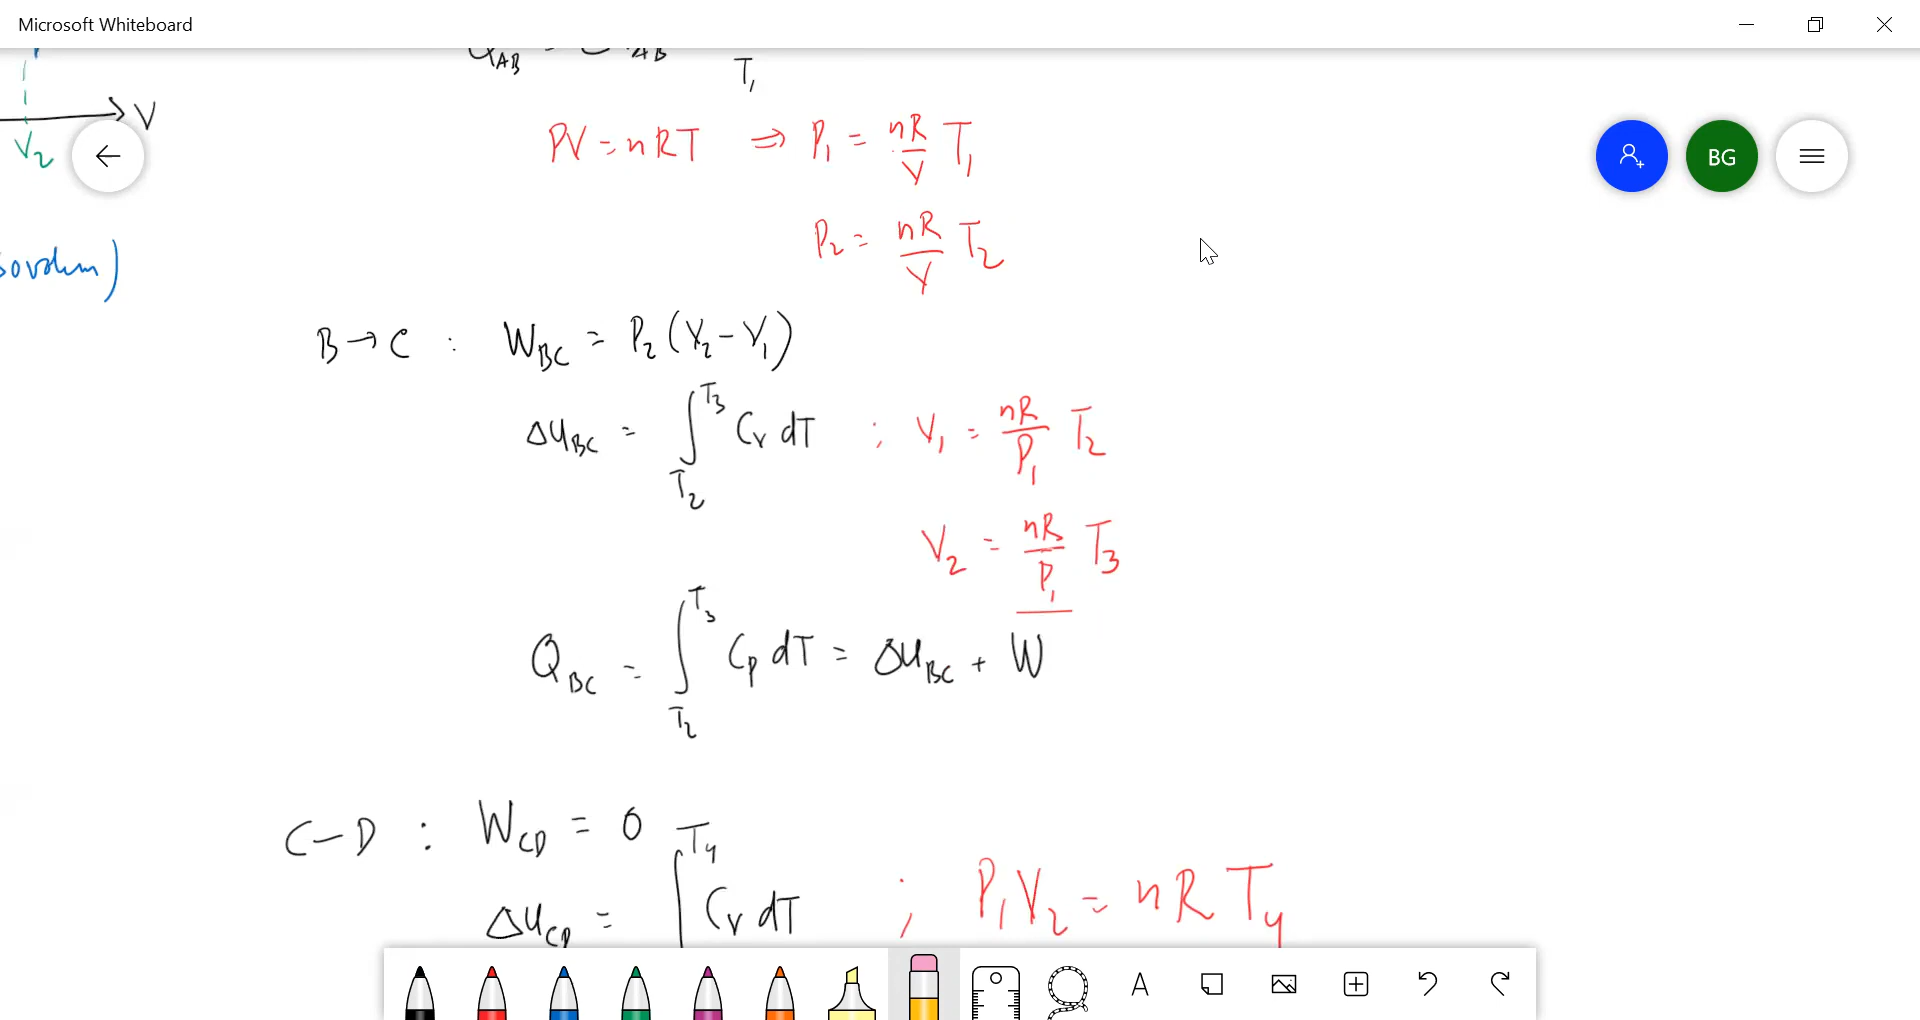 Microsoft Whiteboard
T₁
V
V₂
BG
PV = nRT ⇒ P₁ = nR/V T₁
P₂ = nR/V T₂
B → C : W_BC = P₂ (V₂ - V₁)
ΔU_BC = ∫_T₂^T₃ C_V dT ; V₁ = nR/P₁ T₂
V₂ = nR/P₁ T₃
Q_BC = ∫_T₂^T₃ C_P dT = ΔU_BC + W
C - D : W_CD = 0
ΔU_CD = ∫^T₄ C_V dT ; P₁V₂ = nRT₄
A